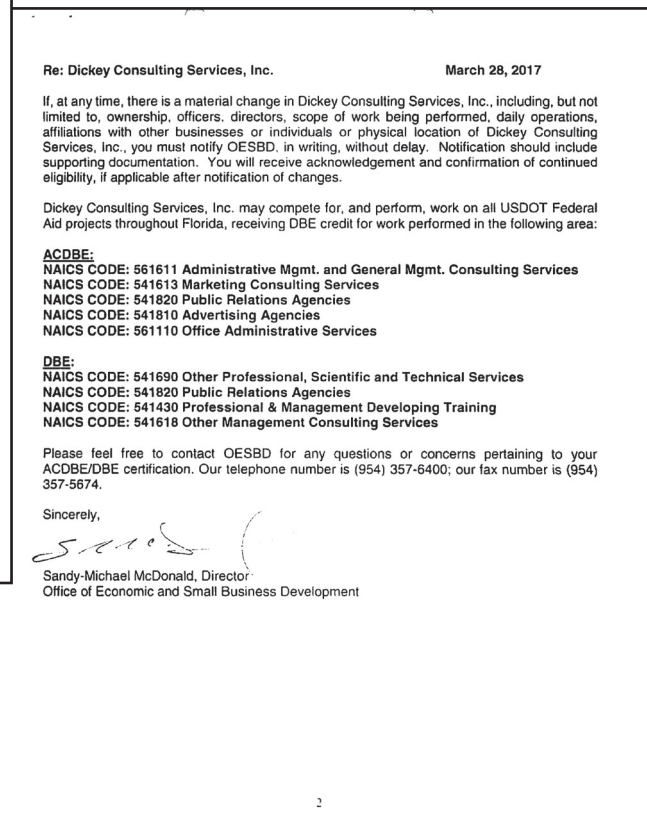 Re: Dickey Consulting Services, Inc. March 28, 2017
If, at any time, there is a material change in Dickey Consulting Services, Inc., including, but not
limited to, ownership, officers. directors, scope of work being performed, daily operations,
affiliations with other businesses or individuals or physical location of Dickey Consulting
Services, Inc., you must notify OESBD. in writing, without delay. Notification should include
supporting documentation. You will receive acknowledgement and confirmation of continued
eligibility, if applicable after notification of changes.
Dickey Consulting Services, Inc. may compete for, and perform, work on all USDOT Federal
Aid projects throughout Florida, receiving DBE credit for work performed in the following area:
ACDBE:
NAICS CODE: 561611 Administrative Mgmt. and General Mgmt. Consulting Services
NAICS CODE: 541613 Marketing Consulting Services
NAICS CODE: 541820 Public Relations Agencies
NAICS CODE: 541810 Advertising Agencies
NAICS CODE: 561110 Office Administrative Services
DBE:
NAICS CODE: 541690 Other Professional, Scientific and Technical Services
NAICS CODE: 541820 Public Relations Agencies
NAICS CODE: 541430 Professional & Management Developing Training
NAICS CODE: 541618 Other Management Consulting Services
Please feel free to contact OESBD for any questions or concerns pertaining to your
ACDBE/DBE certification. Our telephone number is (954) 357-6400; our fax number is (954)
357-5674.
Sincerely,
Sandy-Michael McDonald, Director
Office of Economic and Small Business Development
2